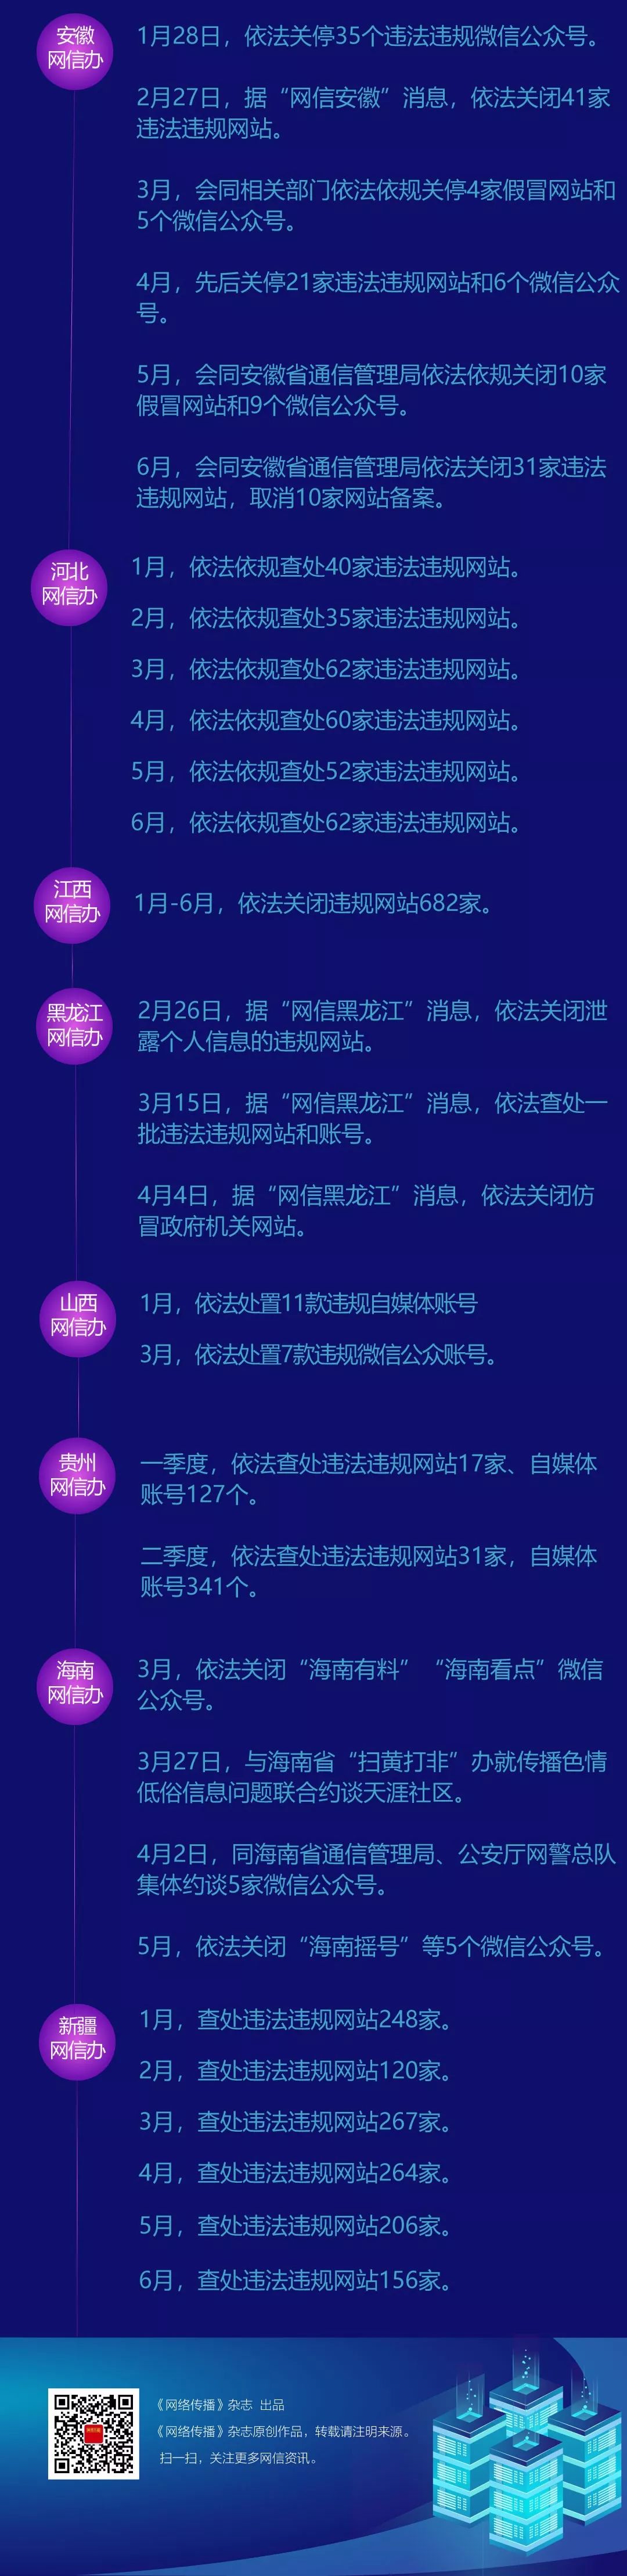 安徽
网信办
1月28日，依法关停35个违法违规微信公众号。
2月27日，据“网信安徽”消息，依法关闭41家
违法违规网站。
3月，会同相关部门依法依规关停4家假冒网站和
5个微信公众号。
4月，先后关停21家违法违规网站和6个微信公众
号。
5月，会同安徽省通信管理局依法依规关闭10家
假冒网站和9个微信公众号。
6月，会同安徽省通信管理局依法关闭31家违法
违规网站，取消10家网站备案。
河北
网信办
1月，依法依规查处40家违法违规网站。
2月，依法依规查处35家违法违规网站。
3月，依法依规查处62家违法违规网站。
4月，依法依规查处60家违法违规网站。
5月，依法依规查处52家违法违规网站。
6月，依法依规查处62家违法违规网站。
江西
网信办
1月-6月，依法关闭违规网站682家。
黑龙江
网信办
2月26日，据“网信黑龙江”消息，依法关闭泄
露个人信息的违规网站。
3月15日，据“网信黑龙江”消息，依法查处一
批违法违规网站和账号。
4月4日，据“网信黑龙江”消息，依法关闭仿
冒政府机关网站。
山西
网信办
1月，依法处置11款违规自媒体账号
3月，依法处置7款违规微信公众账号。
贵州
网信办
一季度，依法查处违法违规网站17家、自媒体
账号127个。
二季度，依法查处违法违规网站31家，自媒体
账号341个。
海南
网信办
3月，依法关闭“海南有料”“海南看点”微信
公众号。
3月27日，与海南省“扫黄打非”办就传播色情
低俗信息问题联合约谈天涯社区。
4月2日，同海南省通信管理局、公安厅网警总队
集体约谈5家微信公众号。
5月，依法关闭“海南摇号”等5个微信公众号。
新疆
网信办
1月，查处违法违规网站248家。
2月，查处违法违规网站120家。
3月，查处违法违规网站267家。
4月，查处违法违规网站264家。
5月，查处违法违规网站206家。
6月，查处违法违规网站156家。
《网络传播》杂志 出品
《网络传播》杂志原创作品，转载请注明来源。
扫一扫，关注更多网信资讯。